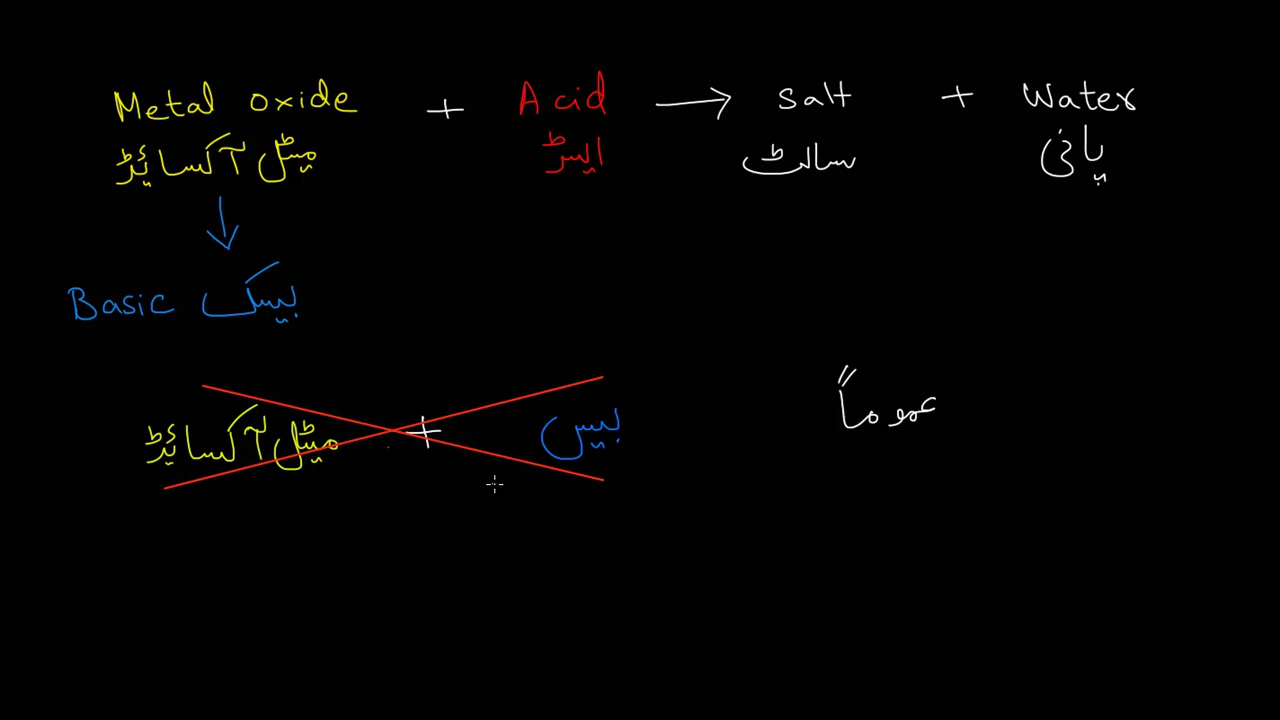 Metal oxide + Acid → Salt + Water
میٹل آکسائیڈ ایسڈ سالٹ پانی
Basic بیسک
میٹل آکسائیڈ + بیس
عموماً